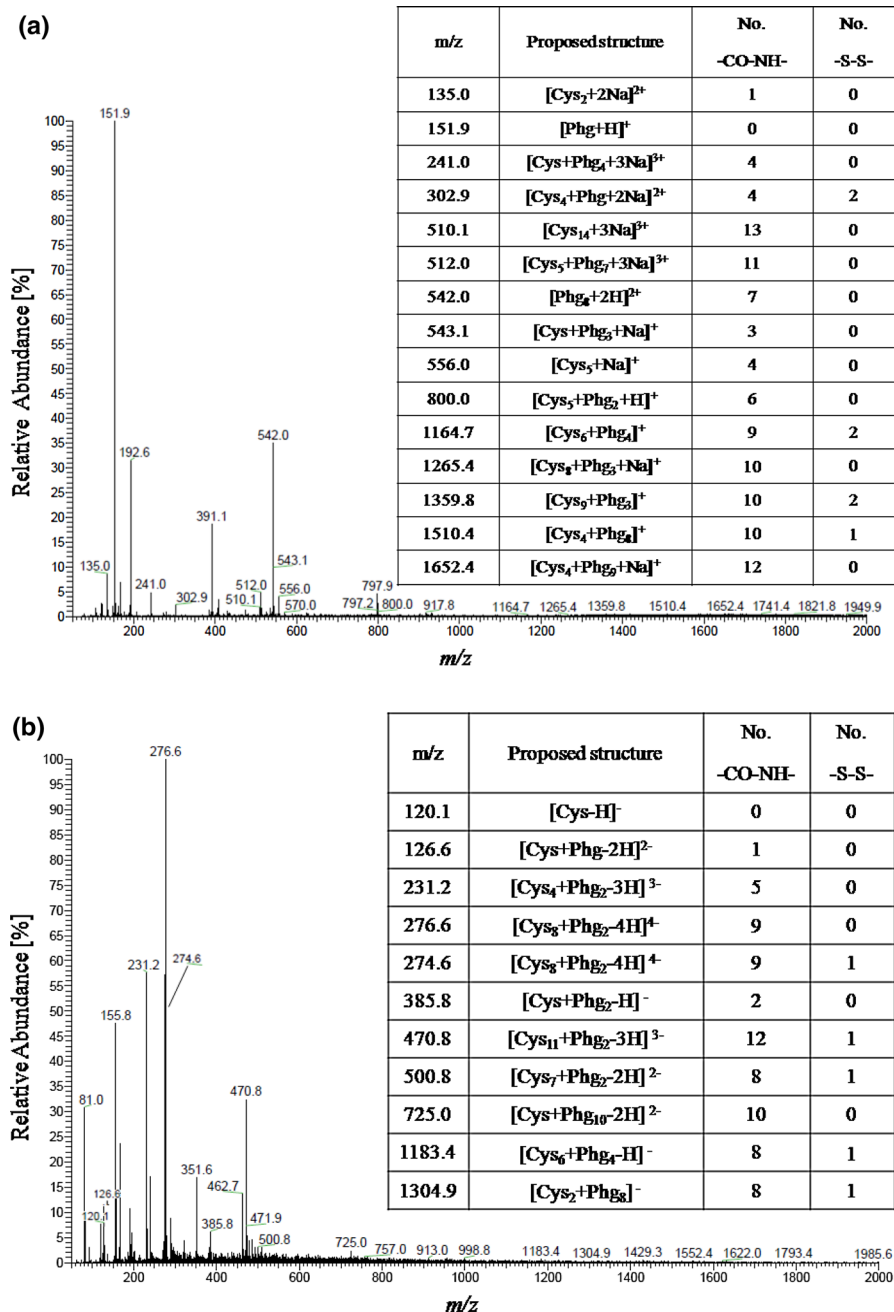 (a)
m/z Proposed structure No. -CO-NH- No. -S-S-
135.0 [Cys₂+2Na]²⁺ 1 0
151.9 [Phg+H]⁺ 0 0
241.0 [Cys+Phg₄+3Na]³⁺ 4 0
302.9 [Cys₄+Phg+2Na]²⁺ 4 2
510.1 [Cys₁₄+3Na]³⁺ 13 0
512.0 [Cys₅+Phg₇+3Na]³⁺ 11 0
542.0 [Phg₈+2H]²⁺ 7 0
543.1 [Cys+Phg₃+Na]⁺ 3 0
556.0 [Cys₅+Na]⁺ 4 0
800.0 [Cys₅+Phg₂+H]⁺ 6 0
1164.7 [Cys₆+Phg₄]⁺ 9 2
1265.4 [Cys₈+Phg₃+Na]⁺ 10 0
1359.8 [Cys₉+Phg₃]⁺ 10 2
1510.4 [Cys₄+Phg₈]⁺ 10 1
1652.4 [Cys₄+Phg₉+Na]⁺ 12 0
Relative Abundance [%]
100
95
90
85
80
75
70
65
60
55
50
45
40
35
30
25
20
15
10
5
0
151.9
192.6
542.0
391.1
135.0
241.0
302.9
512.0
510.1
543.1
556.0
570.0
797.9
797.2
800.0
917.8
1164.7
1265.4
1359.8
1510.4
1652.4
1741.4
1821.8
1949.9
200 400 600 800 1000 1200 1400 1600 1800 2000
m/z
(b)
m/z Proposed structure No. -CO-NH- No. -S-S-
120.1 [Cys-H]⁻ 0 0
126.6 [Cys+Phg-2H]²⁻ 1 0
231.2 [Cys₄+Phg₂-3H]³⁻ 5 0
276.6 [Cys₈+Phg₂-4H]⁴⁻ 9 0
274.6 [Cys₈+Phg₂-4H]⁴⁻ 9 1
385.8 [Cys+Phg₂-H]⁻ 2 0
470.8 [Cys₁₁+Phg₂-3H]³⁻ 12 1
500.8 [Cys₇+Phg₂-2H]²⁻ 8 1
725.0 [Cys+Phg₁₀-2H]²⁻ 10 0
1183.4 [Cys₆+Phg₄-H]⁻ 8 1
1304.9 [Cys₂+Phg₈]⁻ 8 1
Relative Abundance [%]
100
95
90
85
80
75
70
65
60
55
50
45
40
35
30
25
20
15
10
5
0
276.6
274.6
231.2
155.8
81.0
126.6
120.1
351.6
385.8
462.7
470.8
471.9
500.8
725.0
757.0
913.0
998.8
1183.4
1304.9
1429.3
1552.4
1622.0
1793.4
1985.6
200 400 600 800 1000 1200 1400 1600 1800 2000
m/z